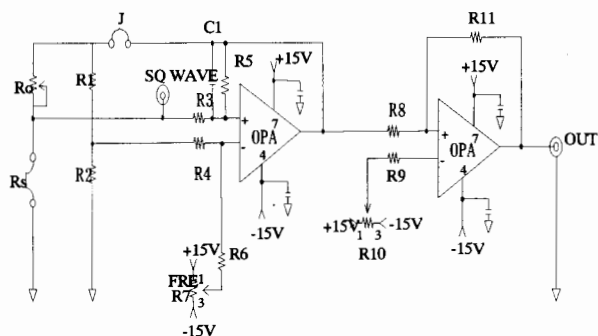 J
C1
R11
+15V
R5
+15V
Ro
R1
SQ WAVE
R3
R8
+
7
OPA
-
4
+
7
OPA
-
4
OUT
Rs
R2
R4
R9
-15V
+15V
1
3
-15V
R10
-15V
+15V
R6
FRE
1
R7
3
-15V